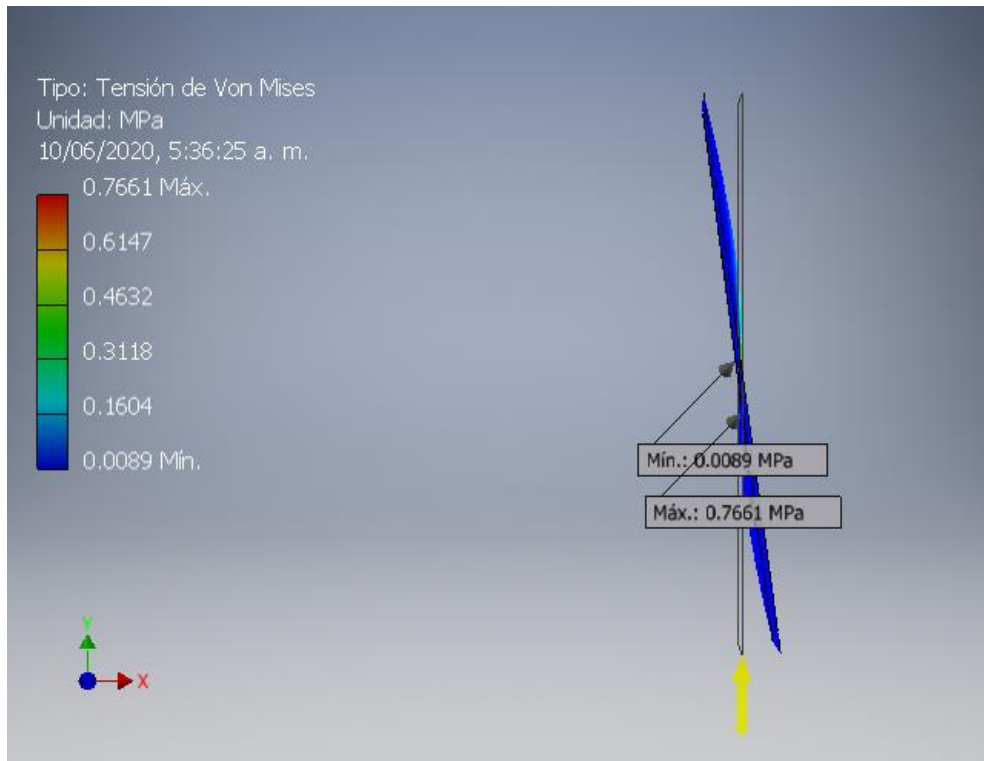 Tipo: Tensión de Von Mises
Unidad: MPa
10/06/2020, 5:36:25 a. m.
0.7661 Máx.
0.6147
0.4632
0.3118
0.1604
0.0089 Mín.
Mín.: 0.0089 MPa
Máx.: 0.7661 MPa
Y
X